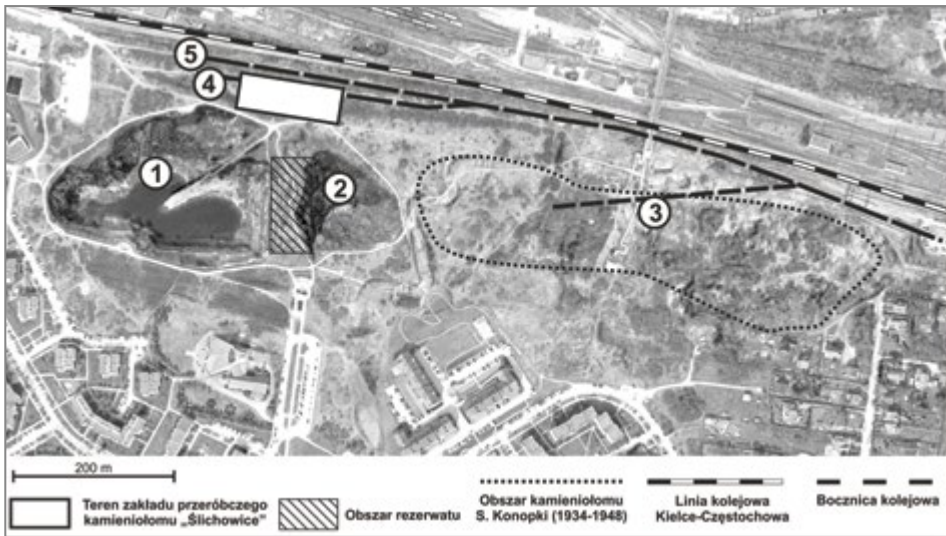 5
4
1
2
3
200 m
Teren zakładu przeróbczego
kamieniołomu „Ślichowice”
Obszar rezerwatu
Obszar kamieniołomu
S. Konopki (1934-1948)
Linia kolejowa
Kielce-Częstochowa
Bocznica kolejowa